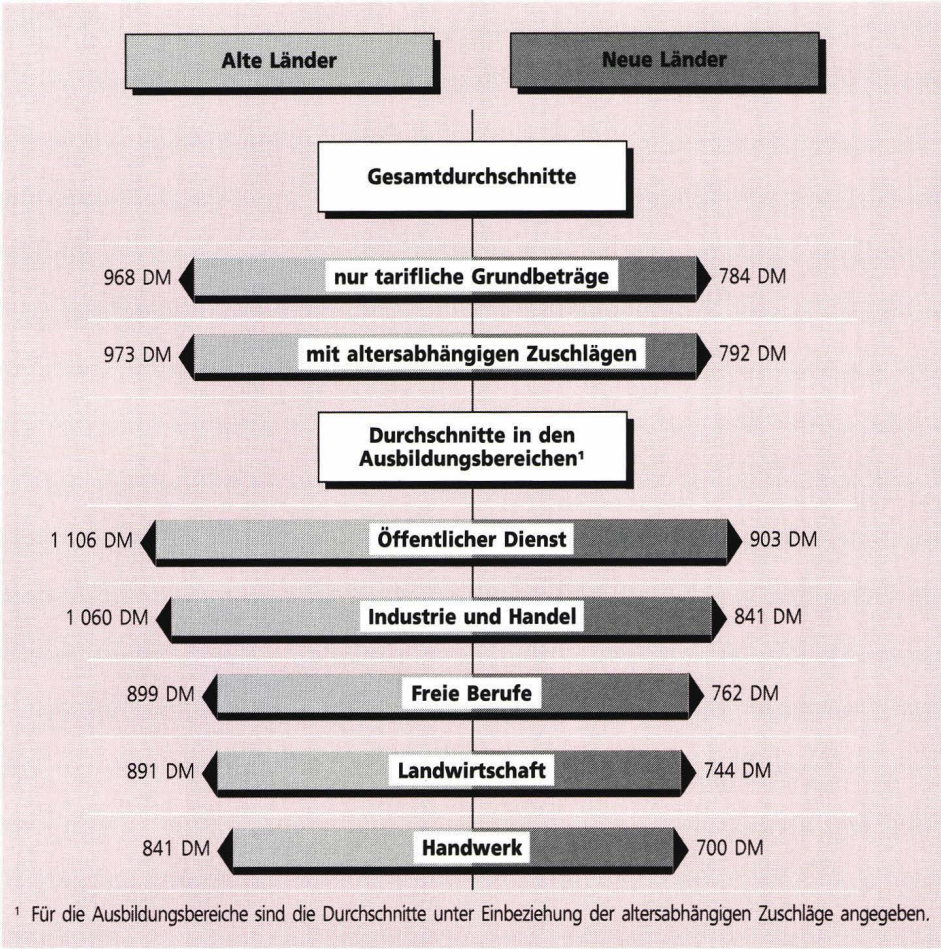 Alte Länder Neue Länder
Gesamtdurchschnitte
968 DM nur tarifliche Grundbeträge 784 DM
973 DM mit altersabhängigen Zuschlägen 792 DM
Durchschnitte in den
Ausbildungsbereichen¹
1 106 DM Öffentlicher Dienst 903 DM
1 060 DM Industrie und Handel 841 DM
899 DM Freie Berufe 762 DM
891 DM Landwirtschaft 744 DM
841 DM Handwerk 700 DM
¹ Für die Ausbildungsbereiche sind die Durchschnitte unter Einbeziehung der altersabhängigen Zuschläge angegeben.